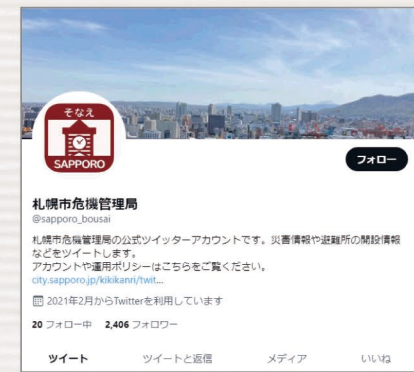 そなえ
SAPPORO
フォロー
札幌市危機管理局
@sapporo_bousai
札幌市危機管理局の公式ツイッターアカウントです。災害情報や避難所の開設情報
などをツイートします。
アカウントや運用ポリシーはこちらをご覧ください。
city.sapporo.jp/kikikanri/twit...
2021年2月からTwitterを利用しています
20 フォロー中 2,406 フォロワー
ツイート ツイートと返信 メディア いいね